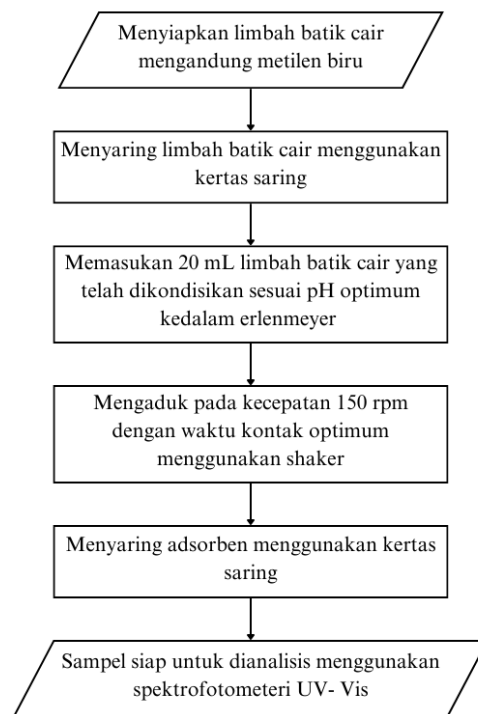 Menyiapkan limbah batik cair
mengandung metilen biru
Menyaring limbah batik cair menggunakan
kertas saring
Memasukan 20 mL limbah batik cair yang
telah dikondisikan sesuai pH optimum
kedalam erlenmeyer
Mengaduk pada kecepatan 150 rpm
dengan waktu kontak optimum
menggunakan shaker
Menyaring adsorben menggunakan kertas
saring
Sampel siap untuk dianalisis menggunakan
spektrofotometeri UV- Vis